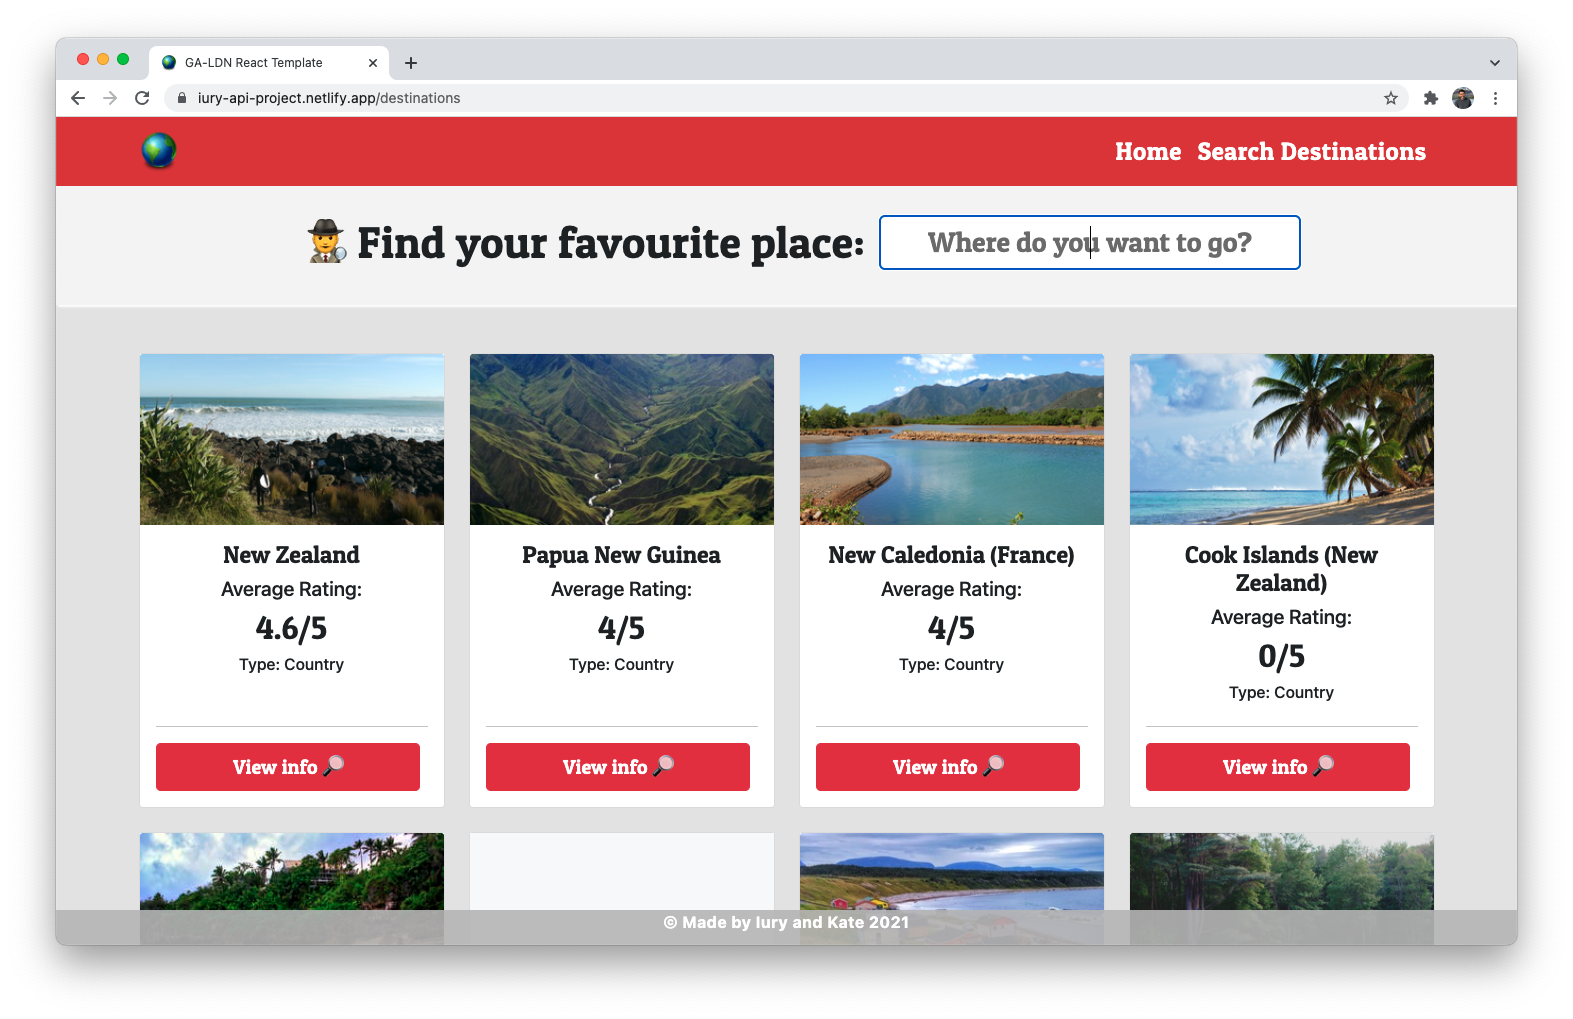 GA-LDN React Template
iury-api-project.netlify.app/destinations
Home Search Destinations
Find your favourite place: Where do you want to go?
New Zealand
Average Rating:
4.6/5
Type: Country
View info
Papua New Guinea
Average Rating:
4/5
Type: Country
View info
New Caledonia (France)
Average Rating:
4/5
Type: Country
View info
Cook Islands (New
Zealand)
Average Rating:
0/5
Type: Country
View info
© Made by Iury and Kate 2021